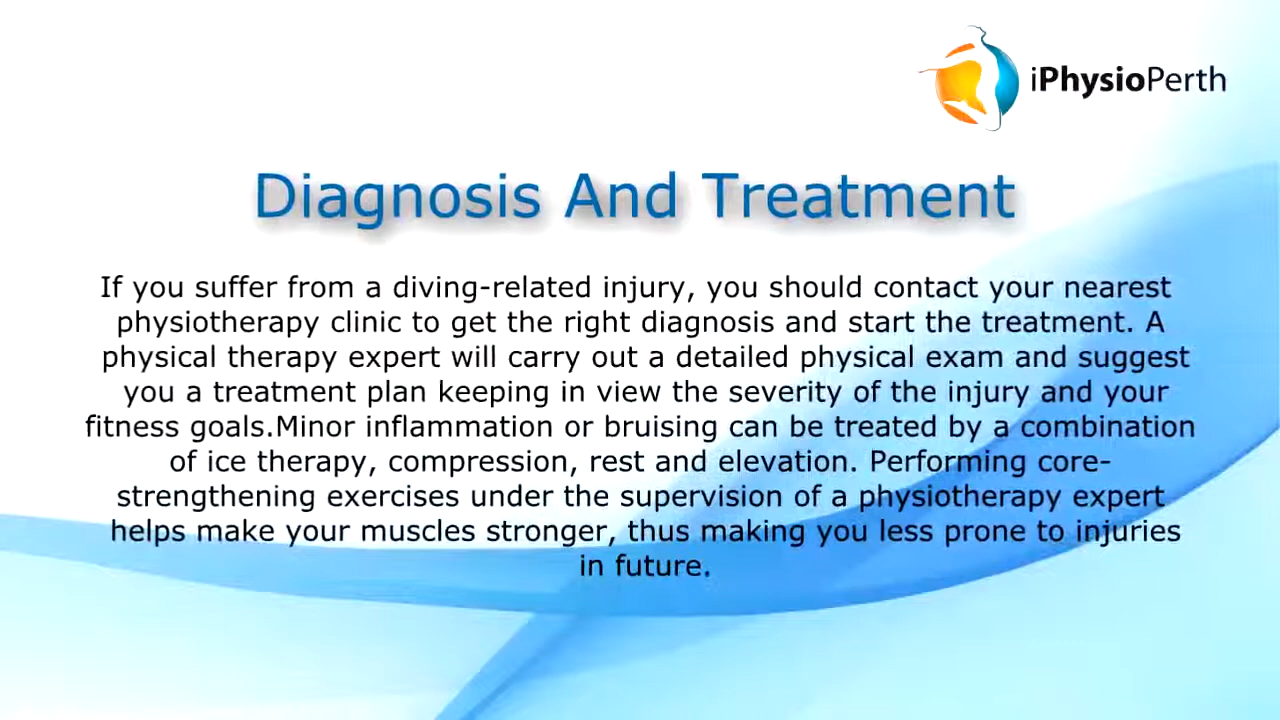 iPhysioPerth
Diagnosis And Treatment
If you suffer from a diving-related injury, you should contact your nearest
physiotherapy clinic to get the right diagnosis and start the treatment. A
physical therapy expert will carry out a detailed physical exam and suggest
you a treatment plan keeping in view the severity of the injury and your
fitness goals.Minor inflammation or bruising can be treated by a combination
of ice therapy, compression, rest and elevation. Performing core-
strengthening exercises under the supervision of a physiotherapy expert
helps make your muscles stronger, thus making you less prone to injuries
in future.